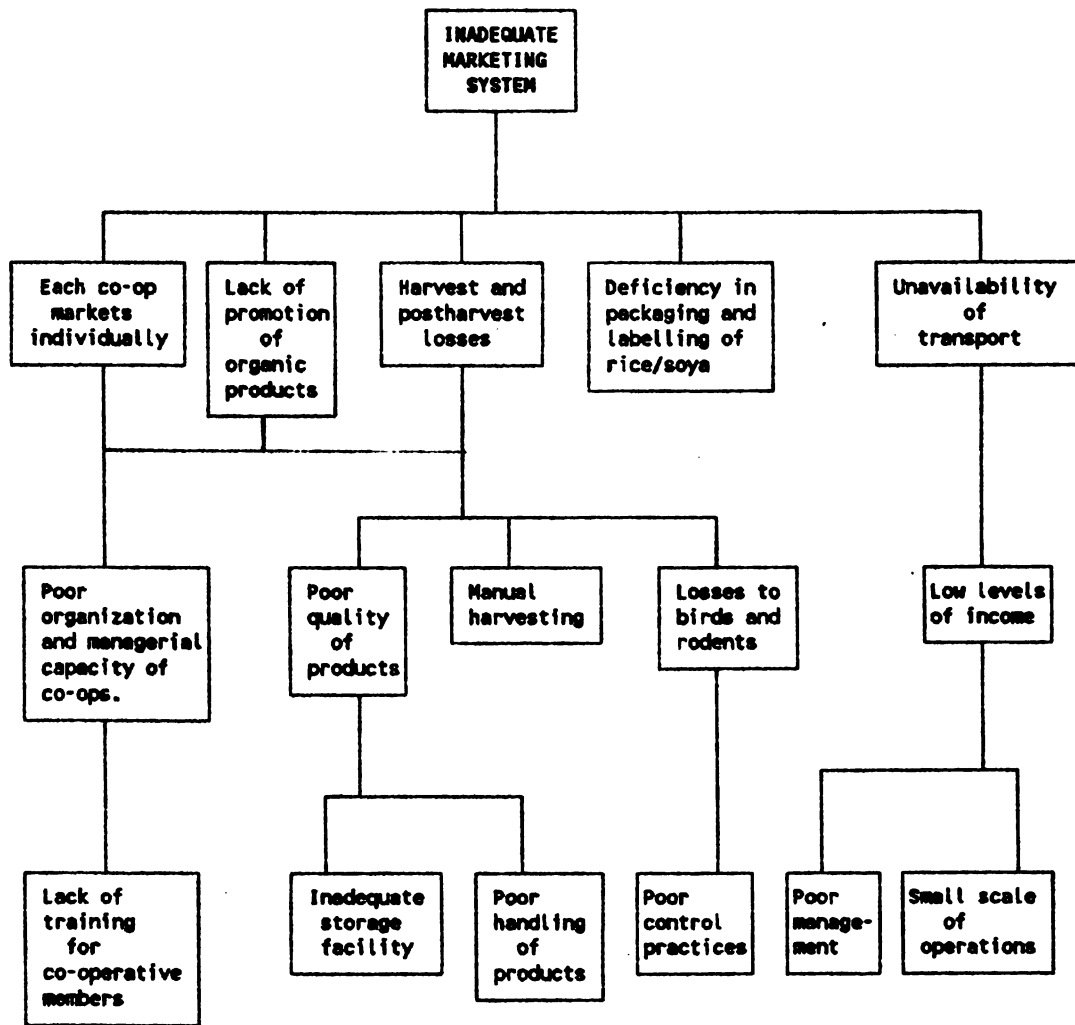 INADEQUATE
MARKETING
SYSTEM
Each co-op
markets
individually
Lack of
promotion
of
organic
products
Harvest and
postharvest
losses
Deficiency in
packaging and
labelling of
rice/soya
Unavailability
of
transport
Poor
organization
and managerial
capacity of
co-ops.
Poor
quality
of
products
Manual
harvesting
Losses to
birds and
rodents
Low levels
of income
Lack of
training
for
co-operative
members
Inadequate
storage
facility
Poor
handling
of
products
Poor
control
practices
Poor
manage-
ment
Small scale
of
operations